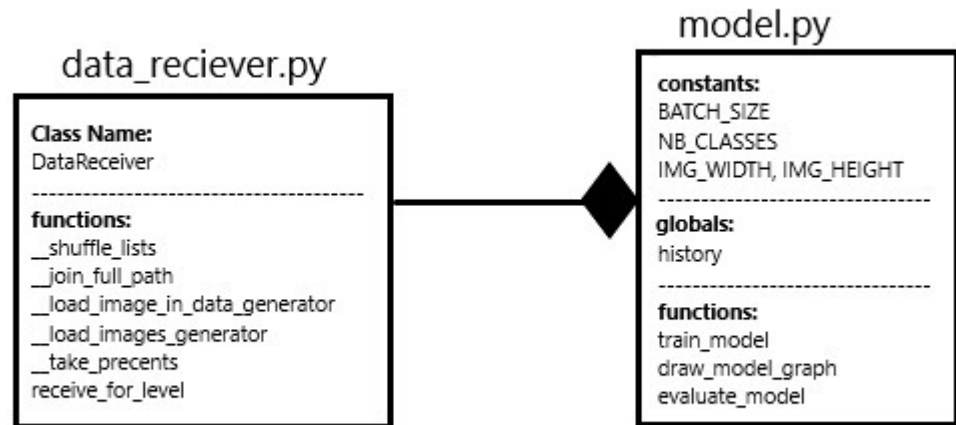 data_reciever.py
Class Name:
DataReceiver
functions:
__shuffle_lists
__join_full_path
__load_image_in_data_generator
__load_images_generator
__take_precents
receive_for_level
model.py
constants:
BATCH_SIZE
NB_CLASSES
IMG_WIDTH, IMG_HEIGHT
globals:
history
functions:
train_model
draw_model_graph
evaluate_model